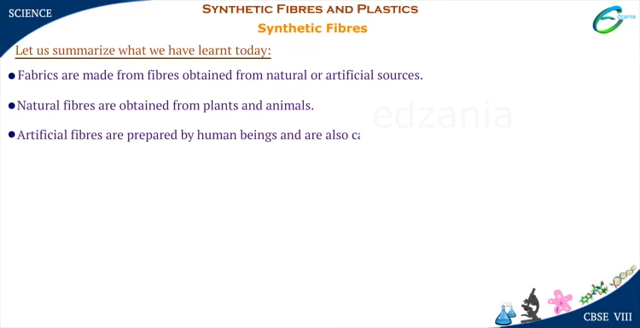 SCIENCE
SYNTHETIC FIBRES AND PLASTICS
Synthetic Fibres
edzania
Let us summarize what we have learnt today:
Fabrics are made from fibres obtained from natural or artificial sources.
Natural fibres are obtained from plants and animals.
edzania
Artificial fibres are prepared by human beings and are also ca
CBSE VIII